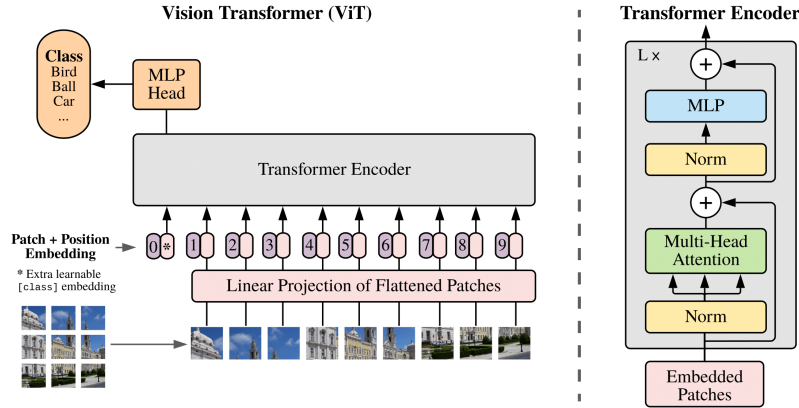 Vision Transformer (ViT)
Class
Bird
Ball
Car
...
MLP
Head
Transformer Encoder
0 * 1 2 3 4 5 6 7 8 9
Patch + Position
Embedding
* Extra learnable
[class] embedding
Linear Projection of Flattened Patches
Transformer Encoder
L ×
+
MLP
Norm
+
Multi-Head
Attention
Norm
Embedded
Patches